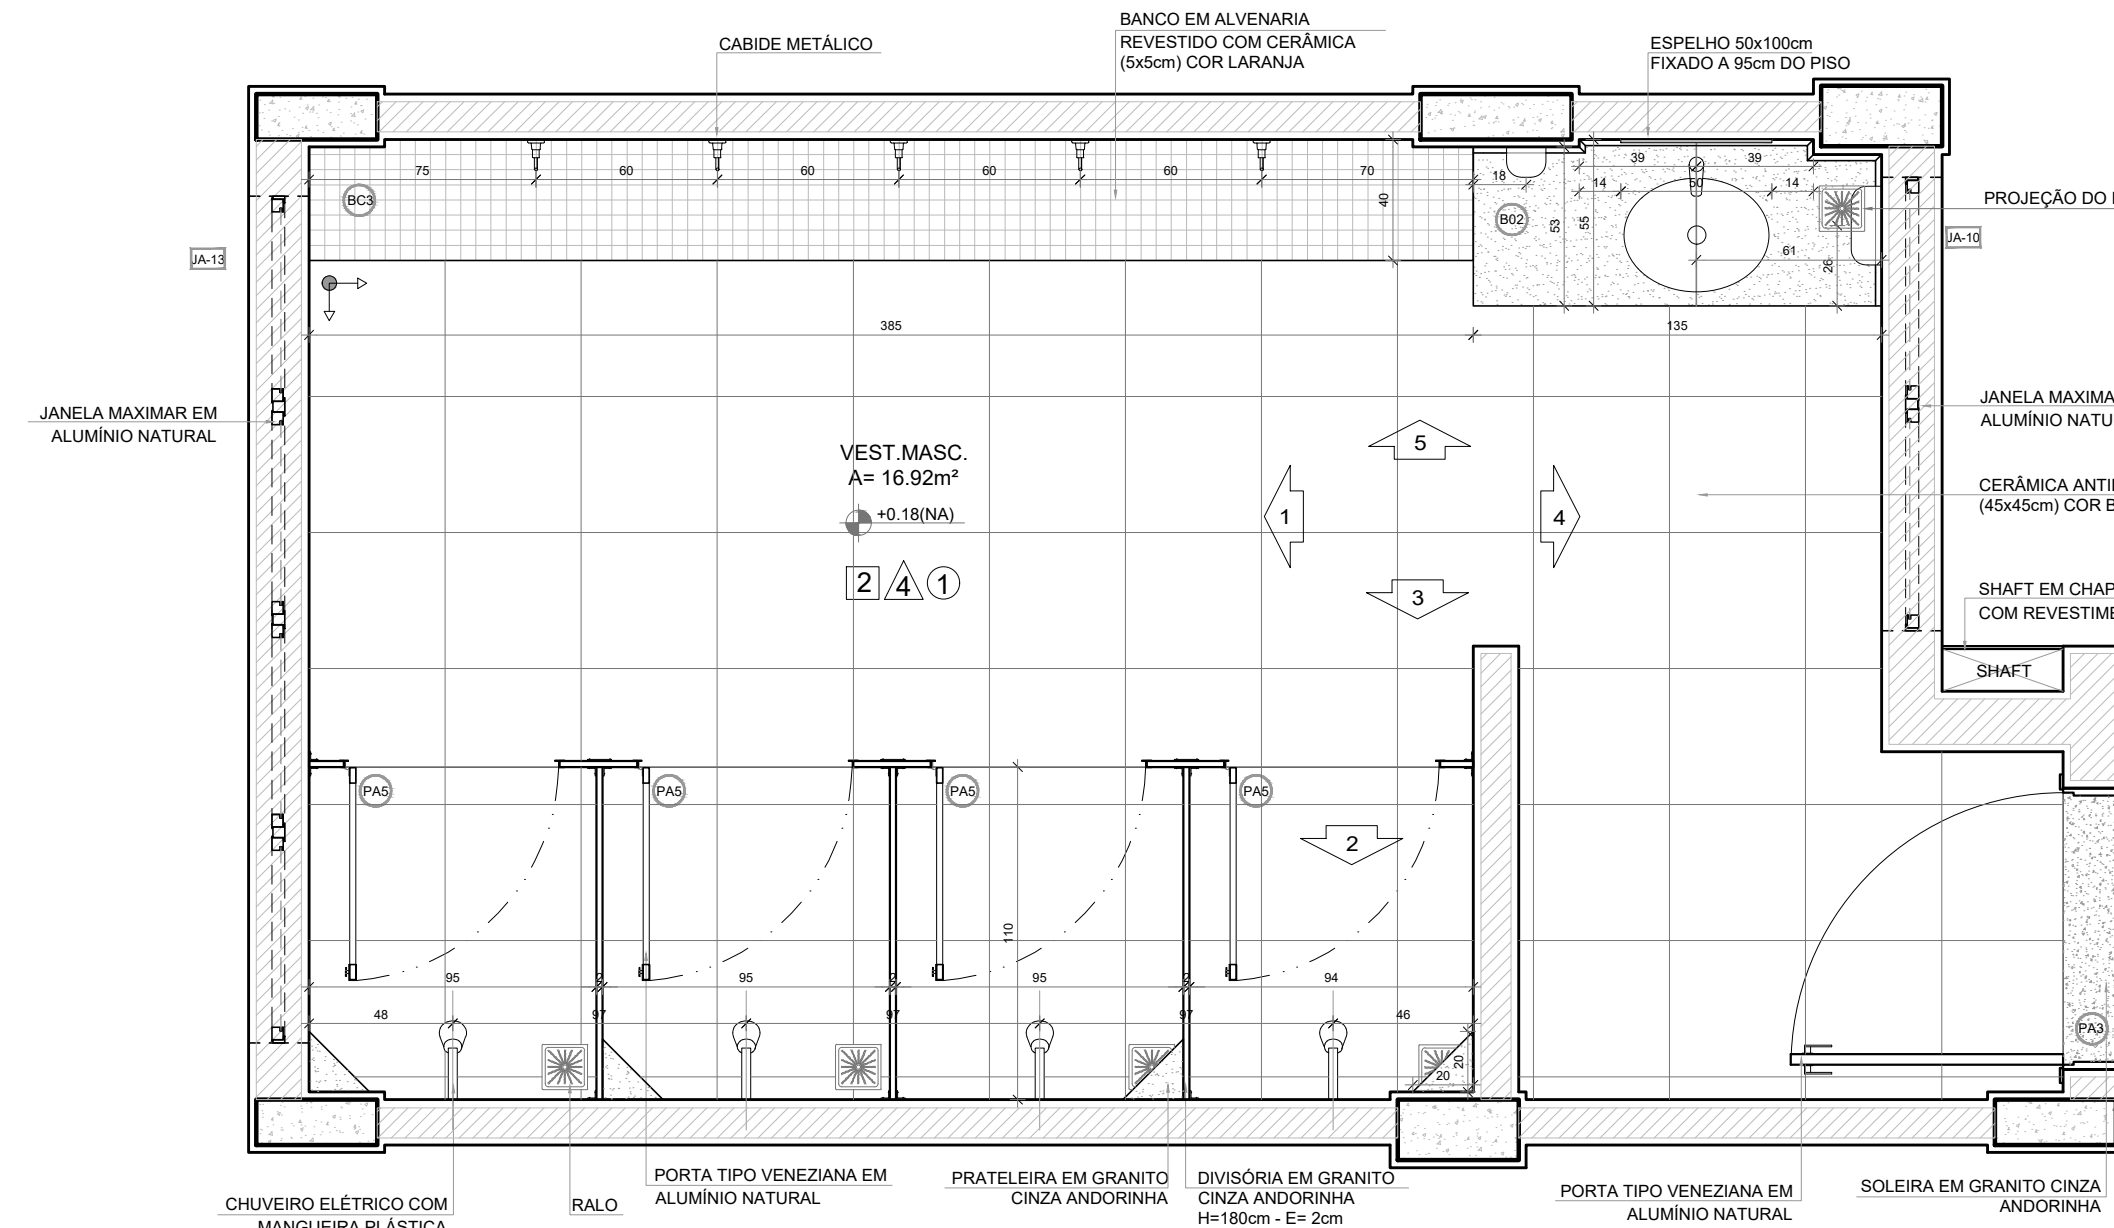 BANCO EM ALVENARIA
REVESTIDO COM CERÂMICA
(5x5cm) COR LARANJA
CABIDE METÁLICO
ESPELHO 50x100cm
FIXADO A 95cm DO PISO
75
60
60
60
60
70
40
BC3
18
39
39
14
50
14
B02
53
55
61
26
PROJEÇÃO DO
JA-13
JA-10
385
135
JANELA MAXIMAR EM
ALUMÍNIO NATURAL
JANELA MAXIMA
ALUMÍNIO NATU
VEST.MASC.
A= 16.92m²
+0.18(NA)
2
4
1
5
1
4
3
CERÂMICA ANTI
(45x45cm) COR B
SHAFT EM CHAP
COM REVESTIME
SHAFT
PA5
PA5
PA5
PA5
2
110
95
2
95
2
95
2
94
48
97
97
97
46
20
20
PA3
CHUVEIRO ELÉTRICO COM
MANGUEIRA PLÁSTICA
RALO
PORTA TIPO VENEZIANA EM
ALUMÍNIO NATURAL
PRATELEIRA EM GRANITO
CINZA ANDORINHA
DIVISÓRIA EM GRANITO
CINZA ANDORINHA
H=180cm - E= 2cm
PORTA TIPO VENEZIANA EM
ALUMÍNIO NATURAL
SOLEIRA EM GRANITO CINZA
ANDORINHA